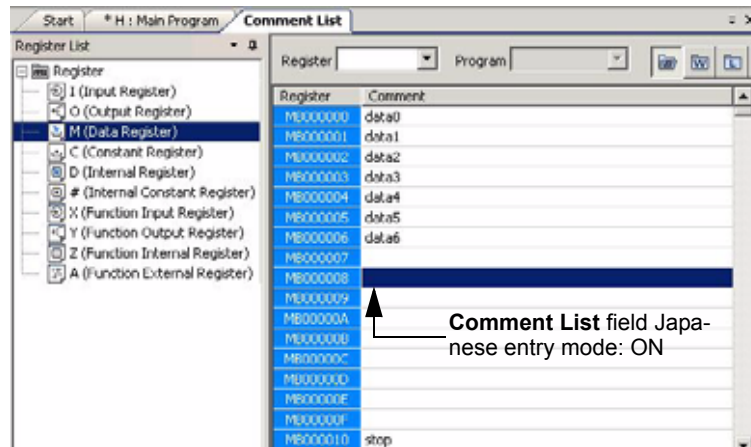 Start
* H : Main Program
Comment List
Register List
Register
I (Input Register)
O (Output Register)
M (Data Register)
C (Constant Register)
D (Internal Register)
# (Internal Constant Register)
X (Function Input Register)
Y (Function Output Register)
Z (Function Internal Register)
A (Function External Register)
Register
Program
Register Comment
MB000000 data0
MB000001 data1
MB000002 data2
MB000003 data3
MB000004 data4
MB000005 data5
MB000006 data6
MB000007
MB000008
MB000009
MB00000A
MB00000B
MB00000C
MB00000D
MB00000E
MB00000F
MB000010 stop
Comment List field Japa-
nese entry mode: ON